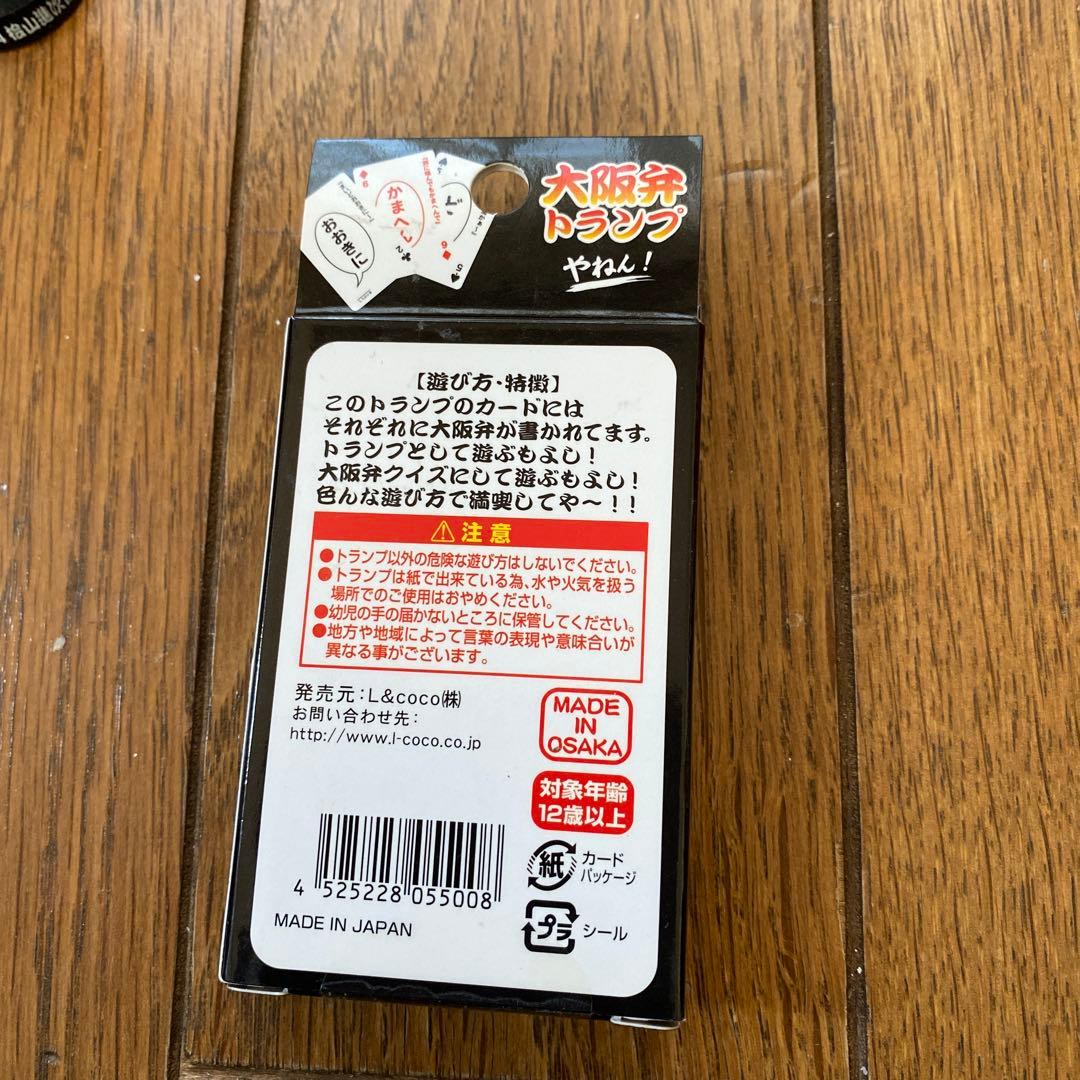 桧山進次
大阪弁
トランプ
やねん!
おおきに
かまへん
【遊び方・特徴】
このトランプのカードには
それぞれに大阪弁が書かれてます。
トランプとして遊ぶもよし!
大阪弁クイズにして遊ぶもよし!
色んな遊び方で満喫してや〜!!
⚠注意
●トランプ以外の危険な遊び方はしないでください。
●トランプは紙で出来ている為、水や火気を扱う
場所でのご使用はおやめください。
●幼児の手の届かないところに保管してください。
●地方や地域によって言葉の表現や意味合いが
異なる事がございます。
発売元:L&coco㈱
お問い合わせ先:
http://www.l-coco.co.jp
MADE
IN
OSAKA
対象年齢
12歳以上
紙
カード
パッケージ
プラ
シール
4 525228 055008
MADE IN JAPAN